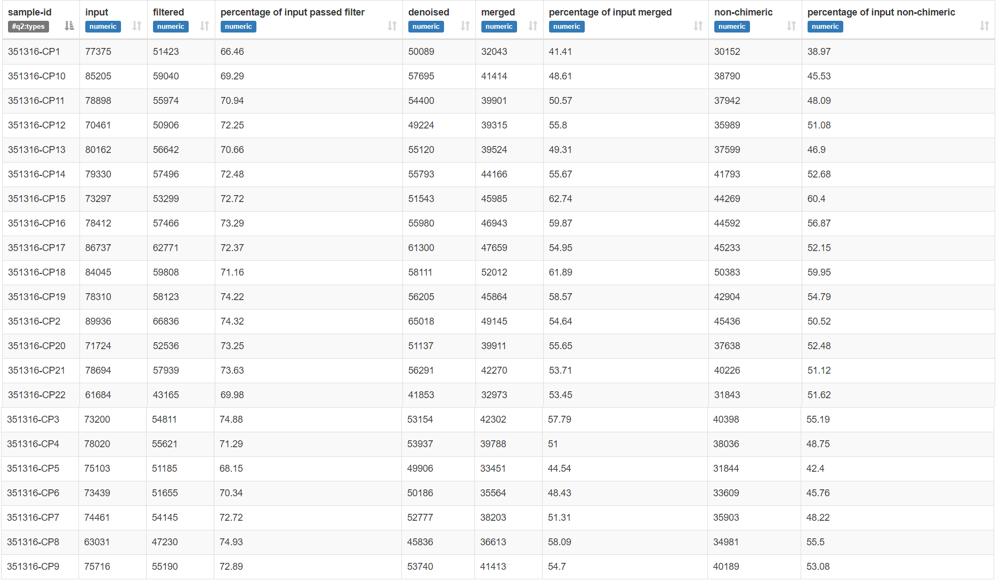 sample-id input filtered percentage of input passed filter denoised merged percentage of input merged non-chimeric percentage of input non-chimeric
#q2:types numeric numeric numeric numeric numeric numeric numeric numeric
351316-CP1 77375 51423 66.46 50089 32043 41.41 30152 38.97
351316-CP10 85205 59040 69.29 57695 41414 48.61 38790 45.53
351316-CP11 78898 55974 70.94 54400 39901 50.57 37942 48.09
351316-CP12 70461 50906 72.25 49224 39315 55.8 35989 51.08
351316-CP13 80162 56642 70.66 55120 39524 49.31 37599 46.9
351316-CP14 79330 57496 72.48 55793 44166 55.67 41793 52.68
351316-CP15 73297 53299 72.72 51543 45985 62.74 44269 60.4
351316-CP16 78412 57466 73.29 55980 46943 59.87 44592 56.87
351316-CP17 86737 62771 72.37 61300 47659 54.95 45233 52.15
351316-CP18 84045 59808 71.16 58111 52012 61.89 50383 59.95
351316-CP19 78310 58123 74.22 56205 45864 58.57 42904 54.79
351316-CP2 89936 66836 74.32 65018 49145 54.64 45436 50.52
351316-CP20 71724 52536 73.25 51137 39911 55.65 37638 52.48
351316-CP21 78694 57939 73.63 56291 42270 53.71 40226 51.12
351316-CP22 61684 43165 69.98 41853 32973 53.45 31843 51.62
351316-CP3 73200 54811 74.88 53154 42302 57.79 40398 55.19
351316-CP4 78020 55621 71.29 53937 39788 51 38036 48.75
351316-CP5 75103 51185 68.15 49906 33451 44.54 31844 42.4
351316-CP6 73439 51655 70.34 50186 35564 48.43 33609 45.76
351316-CP7 74461 54145 72.72 52777 38203 51.31 35903 48.22
351316-CP8 63031 47230 74.93 45836 36613 58.09 34981 55.5
351316-CP9 75716 55190 72.89 53740 41413 54.7 40189 53.08